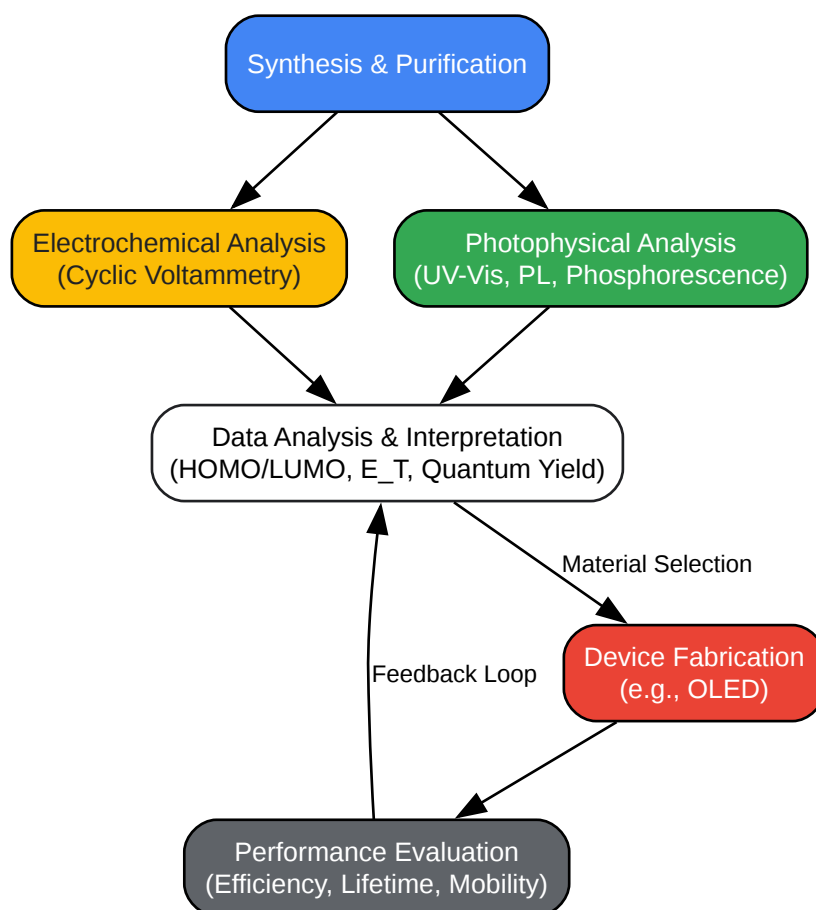 Synthesis & Purification
Electrochemical Analysis
(Cyclic Voltammetry)
Photophysical Analysis
(UV-Vis, PL, Phosphorescence)
Data Analysis & Interpretation
(HOMO/LUMO, E_T, Quantum Yield)
Material Selection
Device Fabrication
(e.g., OLED)
Feedback Loop
Performance Evaluation
(Efficiency, Lifetime, Mobility)